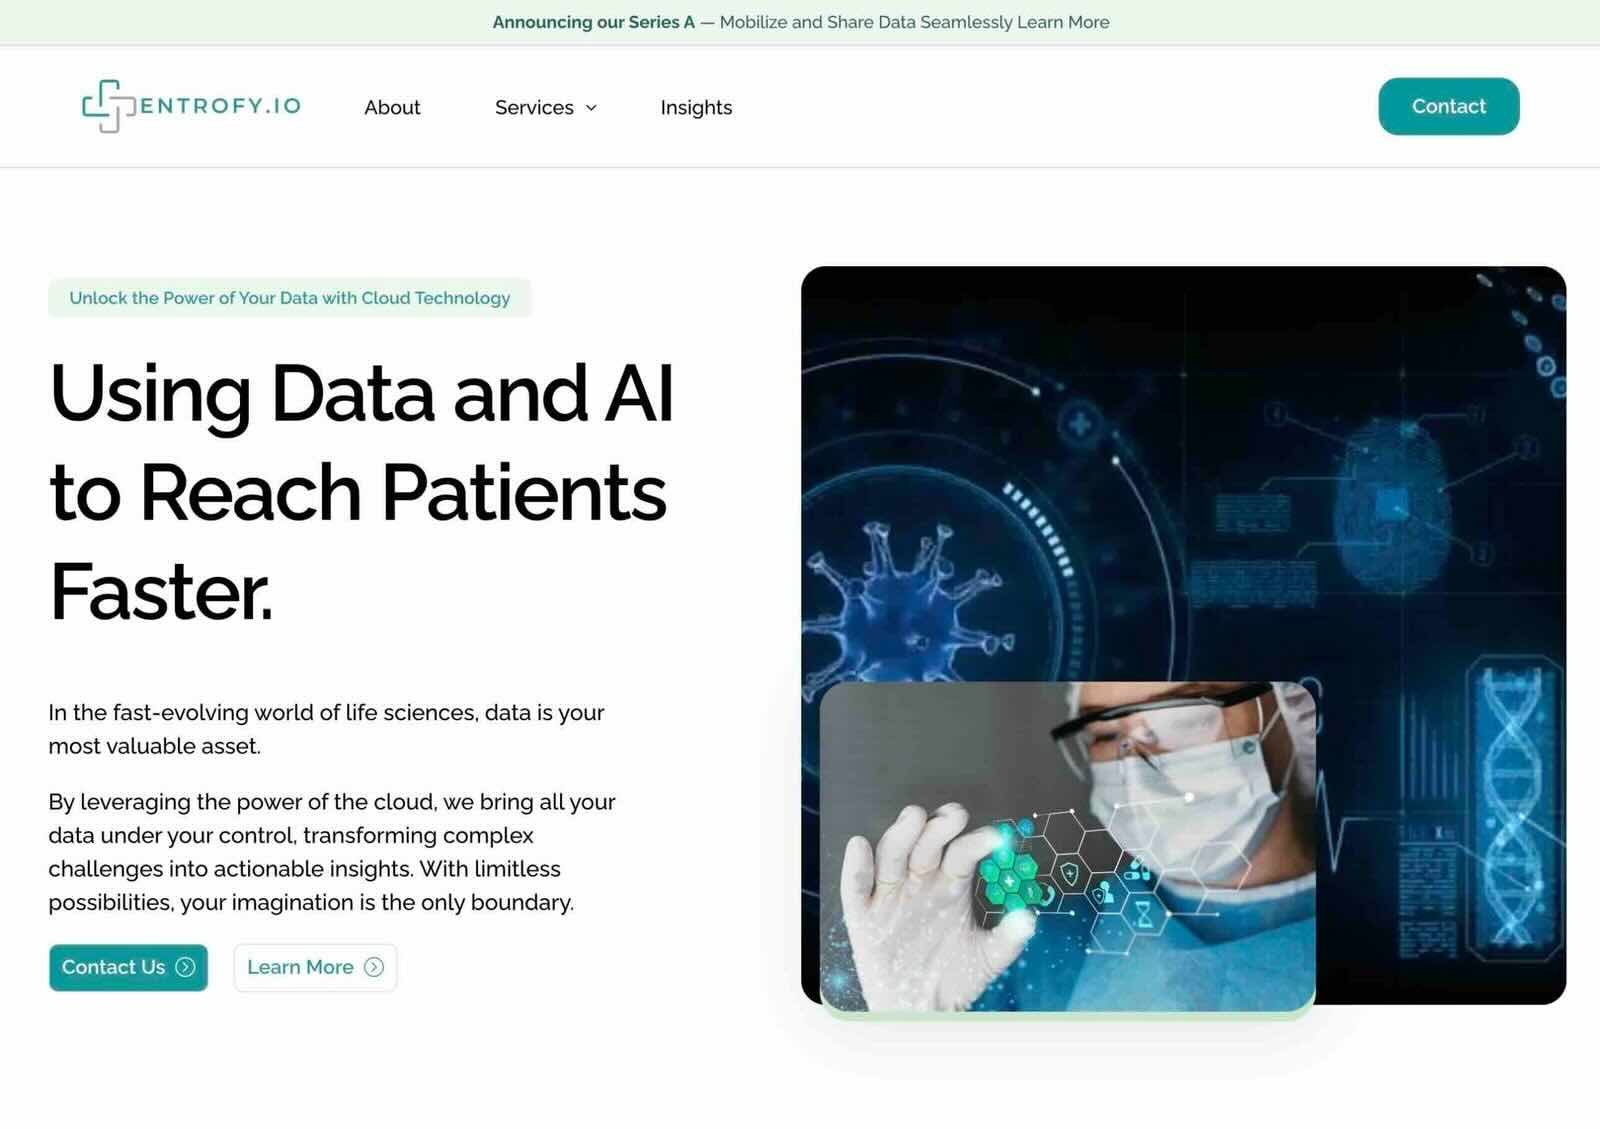 Announcing our Series A — Mobilize and Share Data Seamlessly Learn More
ENTROFY.IO
About
Services
Insights
Contact
Unlock the Power of Your Data with Cloud Technology
Using Data and AI
to Reach Patients
Faster.
In the fast-evolving world of life sciences, data is your
most valuable asset.
By leveraging the power of the cloud, we bring all your
data under your control, transforming complex
challenges into actionable insights. With limitless
possibilities, your imagination is the only boundary.
Contact Us
Learn More